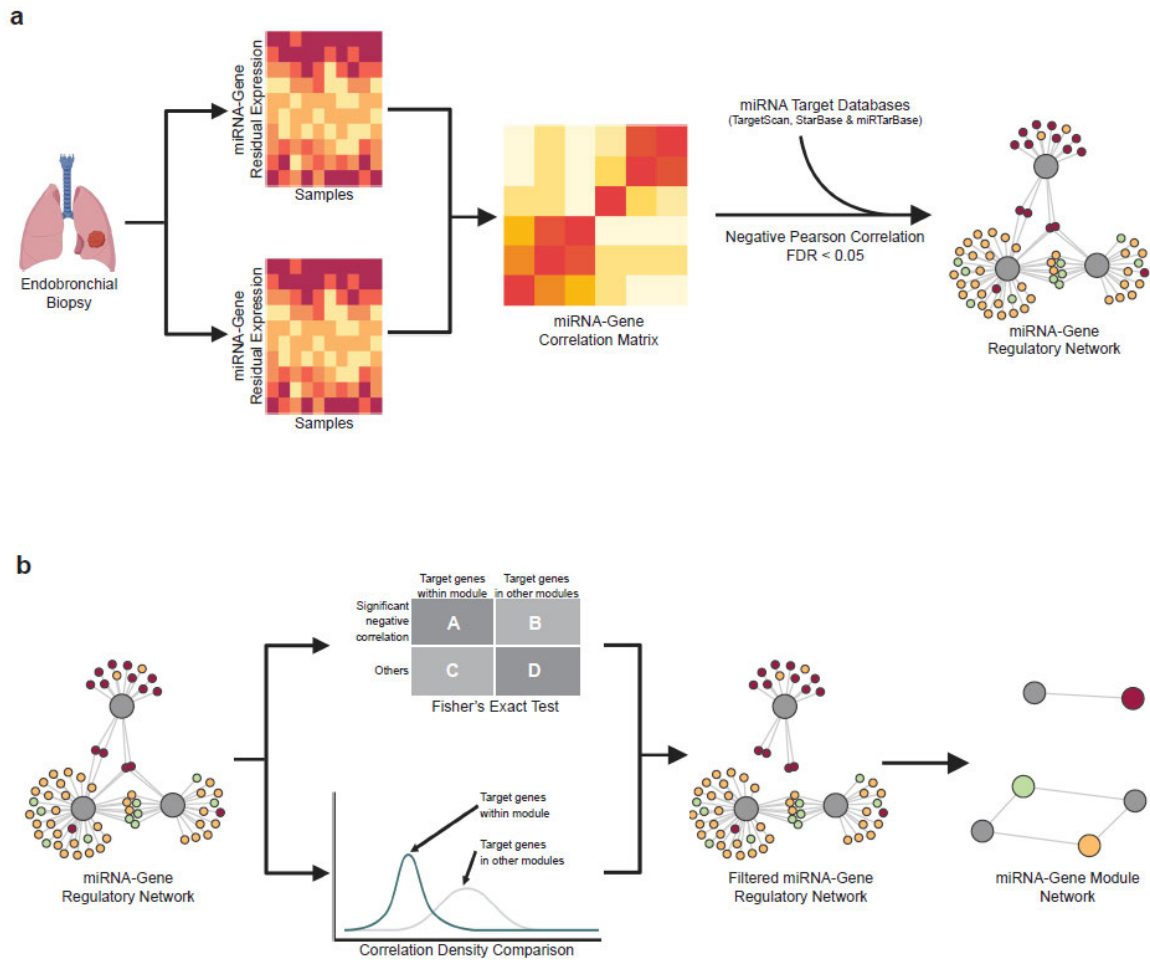 a
miRNA-Gene
Residual Expression
Samples
Endobronchial
Biopsy
miRNA-Gene
Residual Expression
Samples
miRNA-Gene
Correlation Matrix
miRNA Target Databases
(TargetScan, StarBase & miRTarBase)
Negative Pearson Correlation
FDR < 0.05
miRNA-Gene
Regulatory Network
b
miRNA-Gene
Regulatory Network
Target genes
within module
Target genes
in other modules
Significant
negative
correlation
A
B
Others
C
D
Fisher's Exact Test
Target genes
within module
Target genes
in other modules
Correlation Density Comparison
Filtered miRNA-Gene
Regulatory Network
miRNA-Gene Module
Network